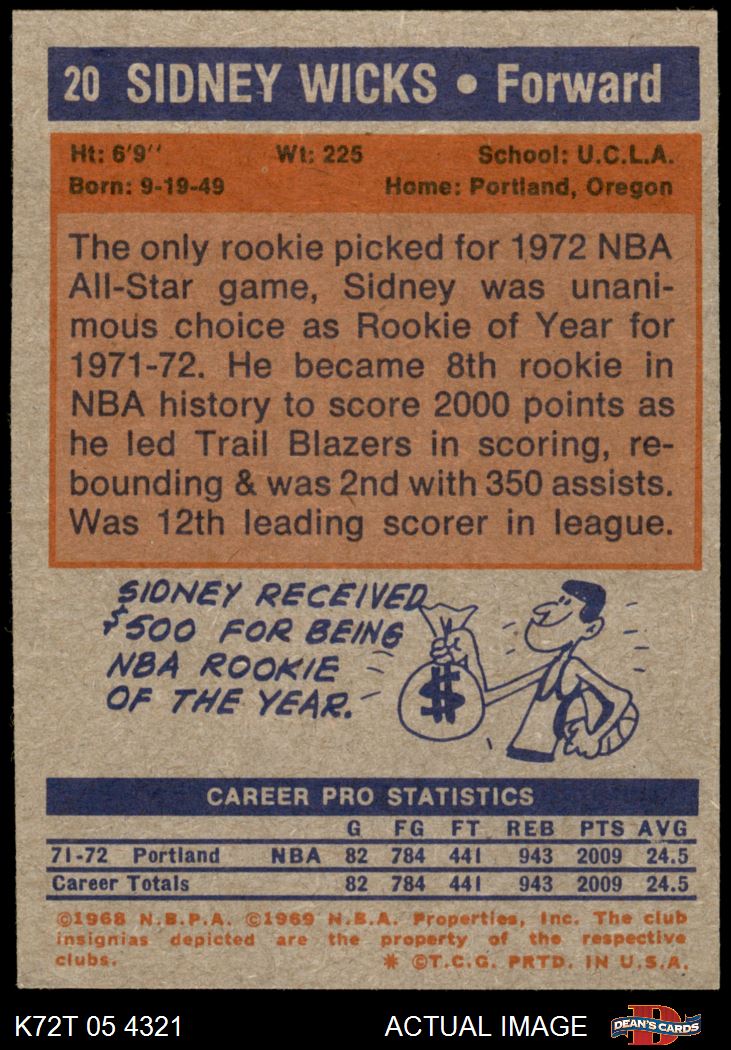 20 SIDNEY WICKS • Forward
Ht: 6'9'' Wt: 225 School: U.C.L.A.
Born: 9-19-49 Home: Portland, Oregon
The only rookie picked for 1972 NBA
All-Star game, Sidney was unani-
mous choice as Rookie of Year for
1971-72. He became 8th rookie in
NBA history to score 2000 points as
he led Trail Blazers in scoring, re-
bounding & was 2nd with 350 assists.
Was 12th leading scorer in league.
SIDNEY RECEIVED
$500 FOR BEING
NBA ROOKIE
OF THE YEAR.
$
CAREER PRO STATISTICS
G FG FT REB PTS AVG
71-72 Portland NBA 82 784 441 943 2009 24.5
Career Totals 82 784 441 943 2009 24.5
©1968 N.B.P.A. ©1969 N.B.A. Properties, Inc. The club
insignias depicted are the property of the respective
clubs. * ©T.C.G. PRTD. IN U.S.A.
K72T 05 4321 ACTUAL IMAGE D DEAN'S CARDS